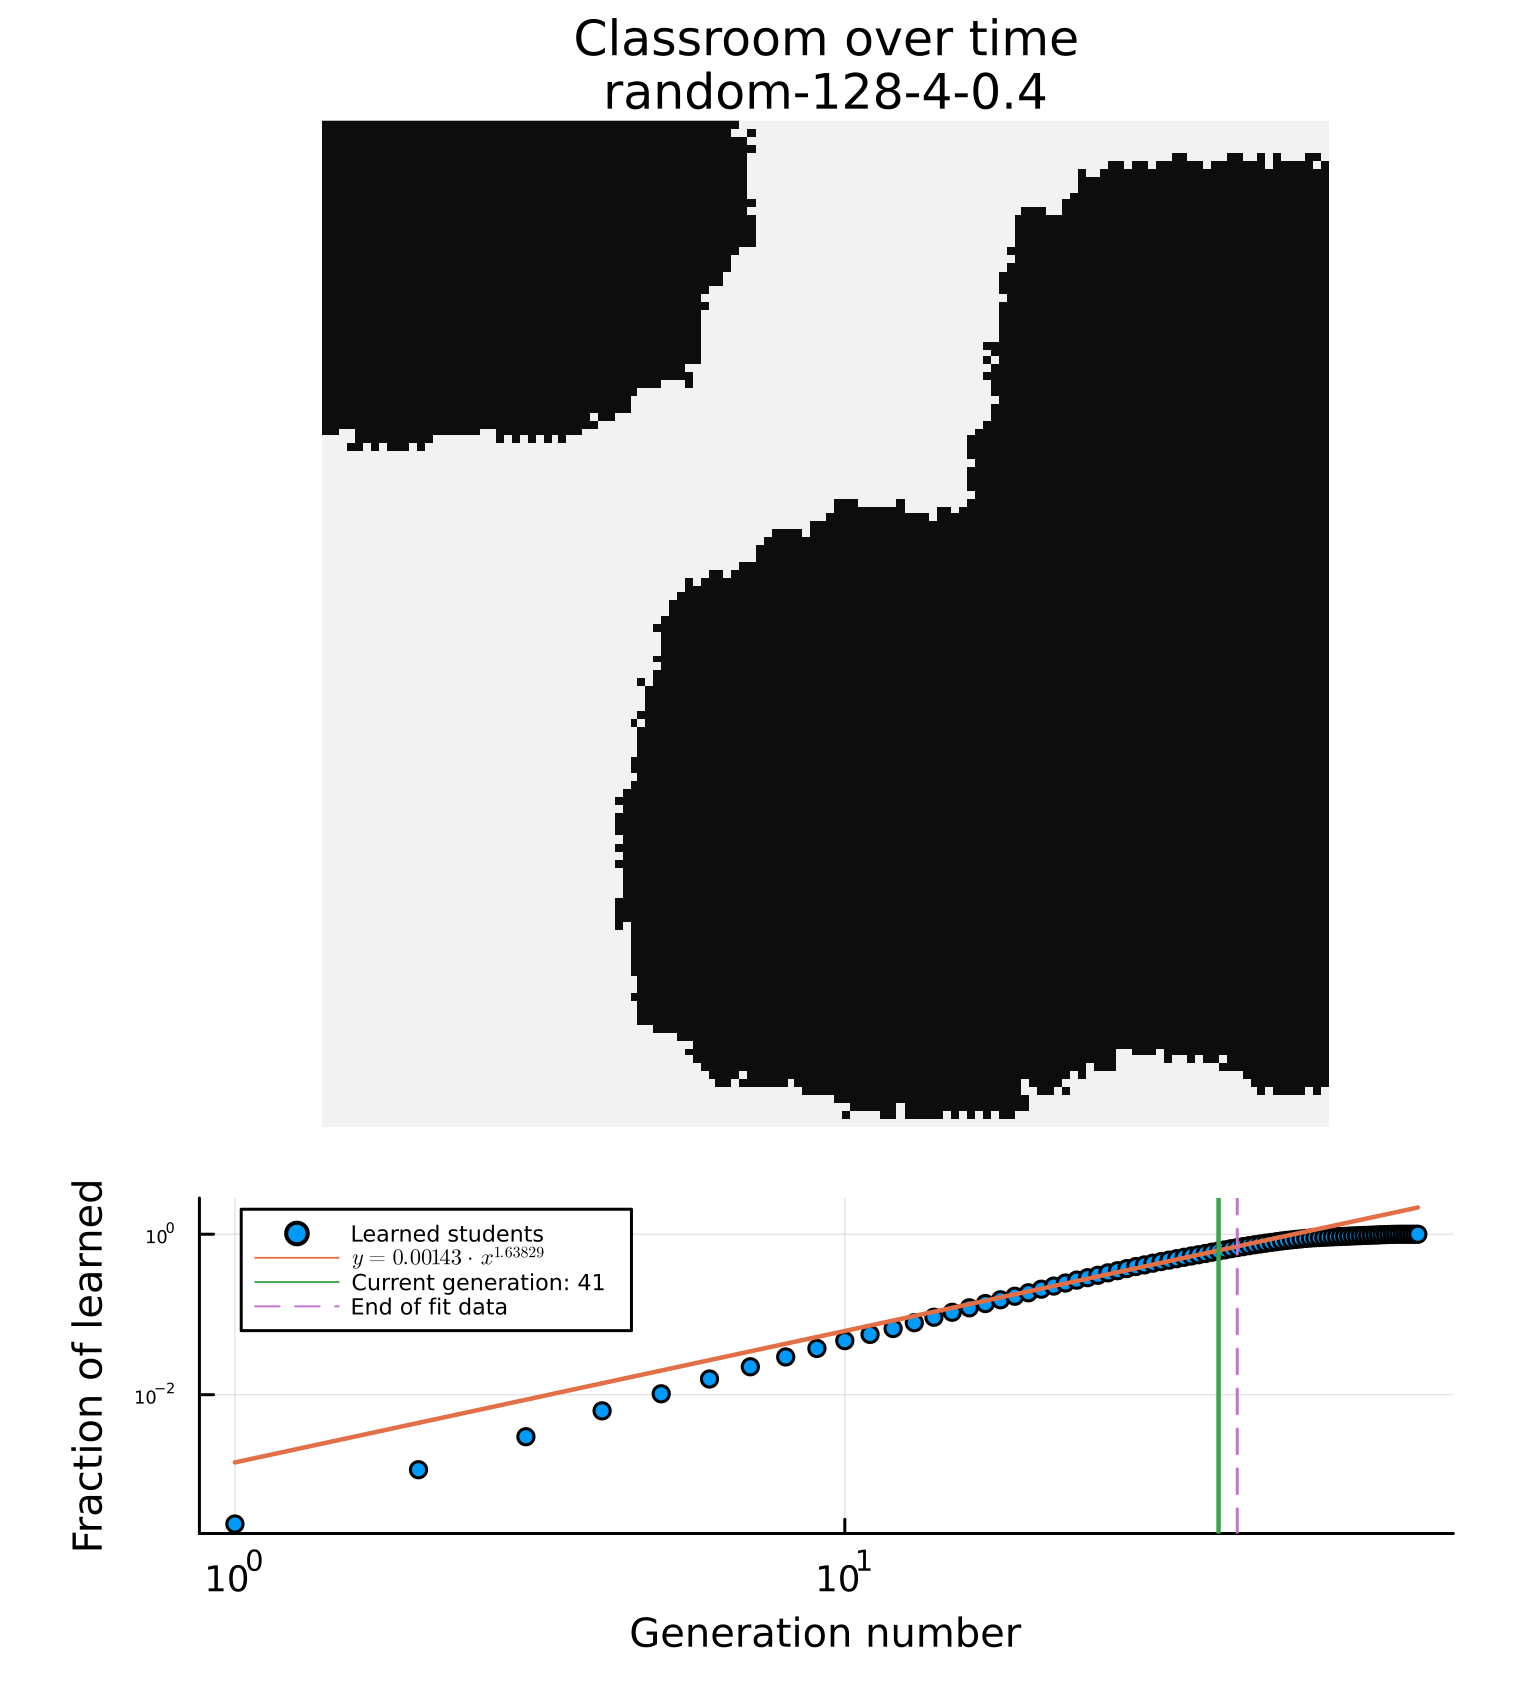 Classroom over time
random-128-4-0.4
Fraction of learned
10^0
10^-2
Learned students
y = 0.00143 · x^1.63829
Current generation: 41
End of fit data
10^0
10^1
Generation number